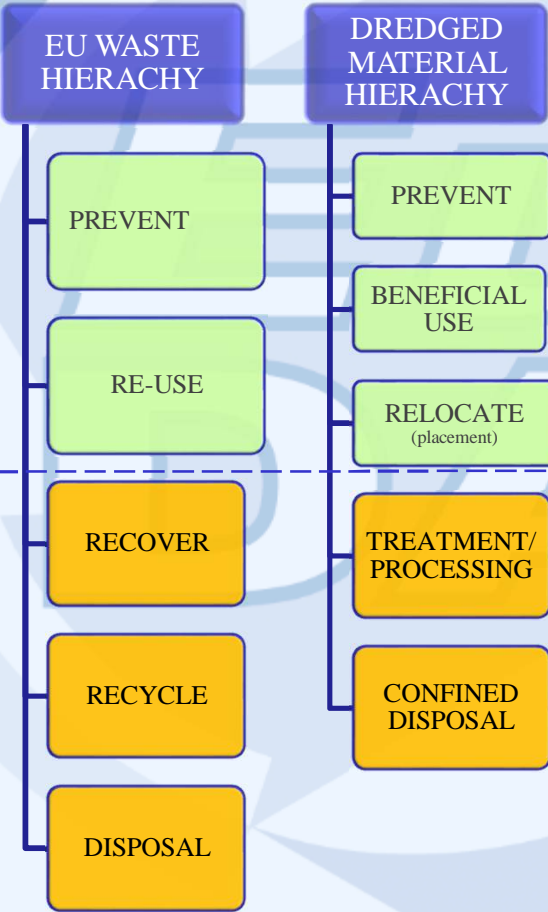 EU WASTE
HIERACHY
PREVENT
RE-USE
RECOVER
RECYCLE
DISPOSAL
DREDGED
MATERIAL
HIERACHY
PREVENT
BENEFICIAL
USE
RELOCATE
(placement)
TREATMENT/
PROCESSING
CONFINED
DISPOSAL